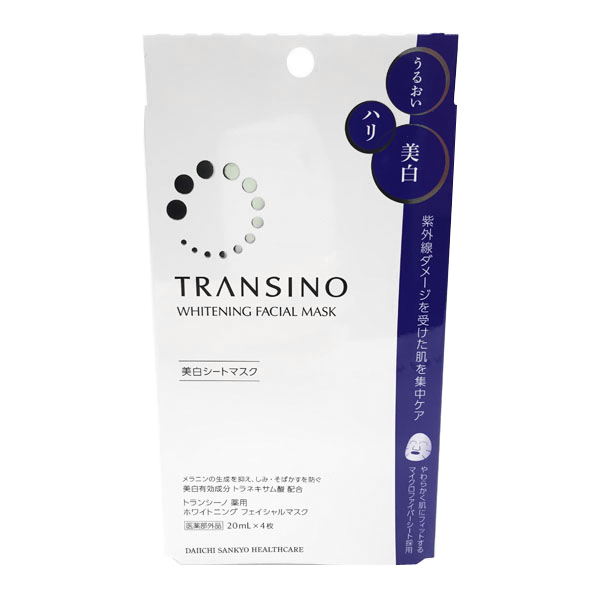 うるおい
ハリ
美白
紫外線ダメージを受けた肌を集中ケア
TRANSINO
WHITENING FACIAL MASK
美白シートマスク
メラニンの生成を抑え、しみ・そばかすを防ぐ
美白有効成分 トラネキサム酸 配合
トランシーノ 薬用
ホワイトニング フェイシャルマスク
医薬部外品 20mL×4枚
DAIICHI SANKYO HEALTHCARE
やわらかく肌にフィットする
マイクロファイバーシート採用